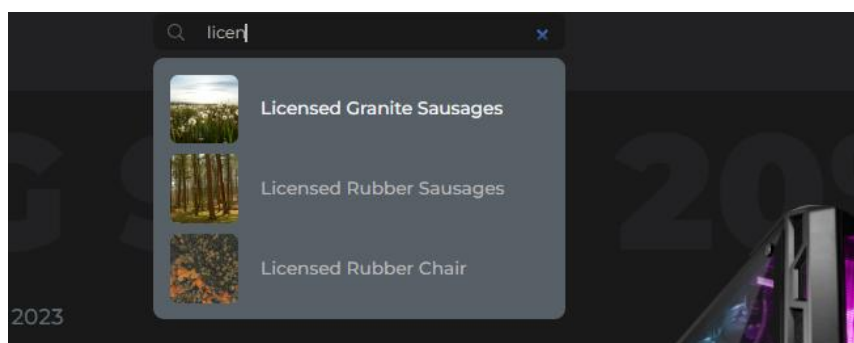 licen
Licensed Granite Sausages
Licensed Rubber Sausages
Licensed Rubber Chair
2023